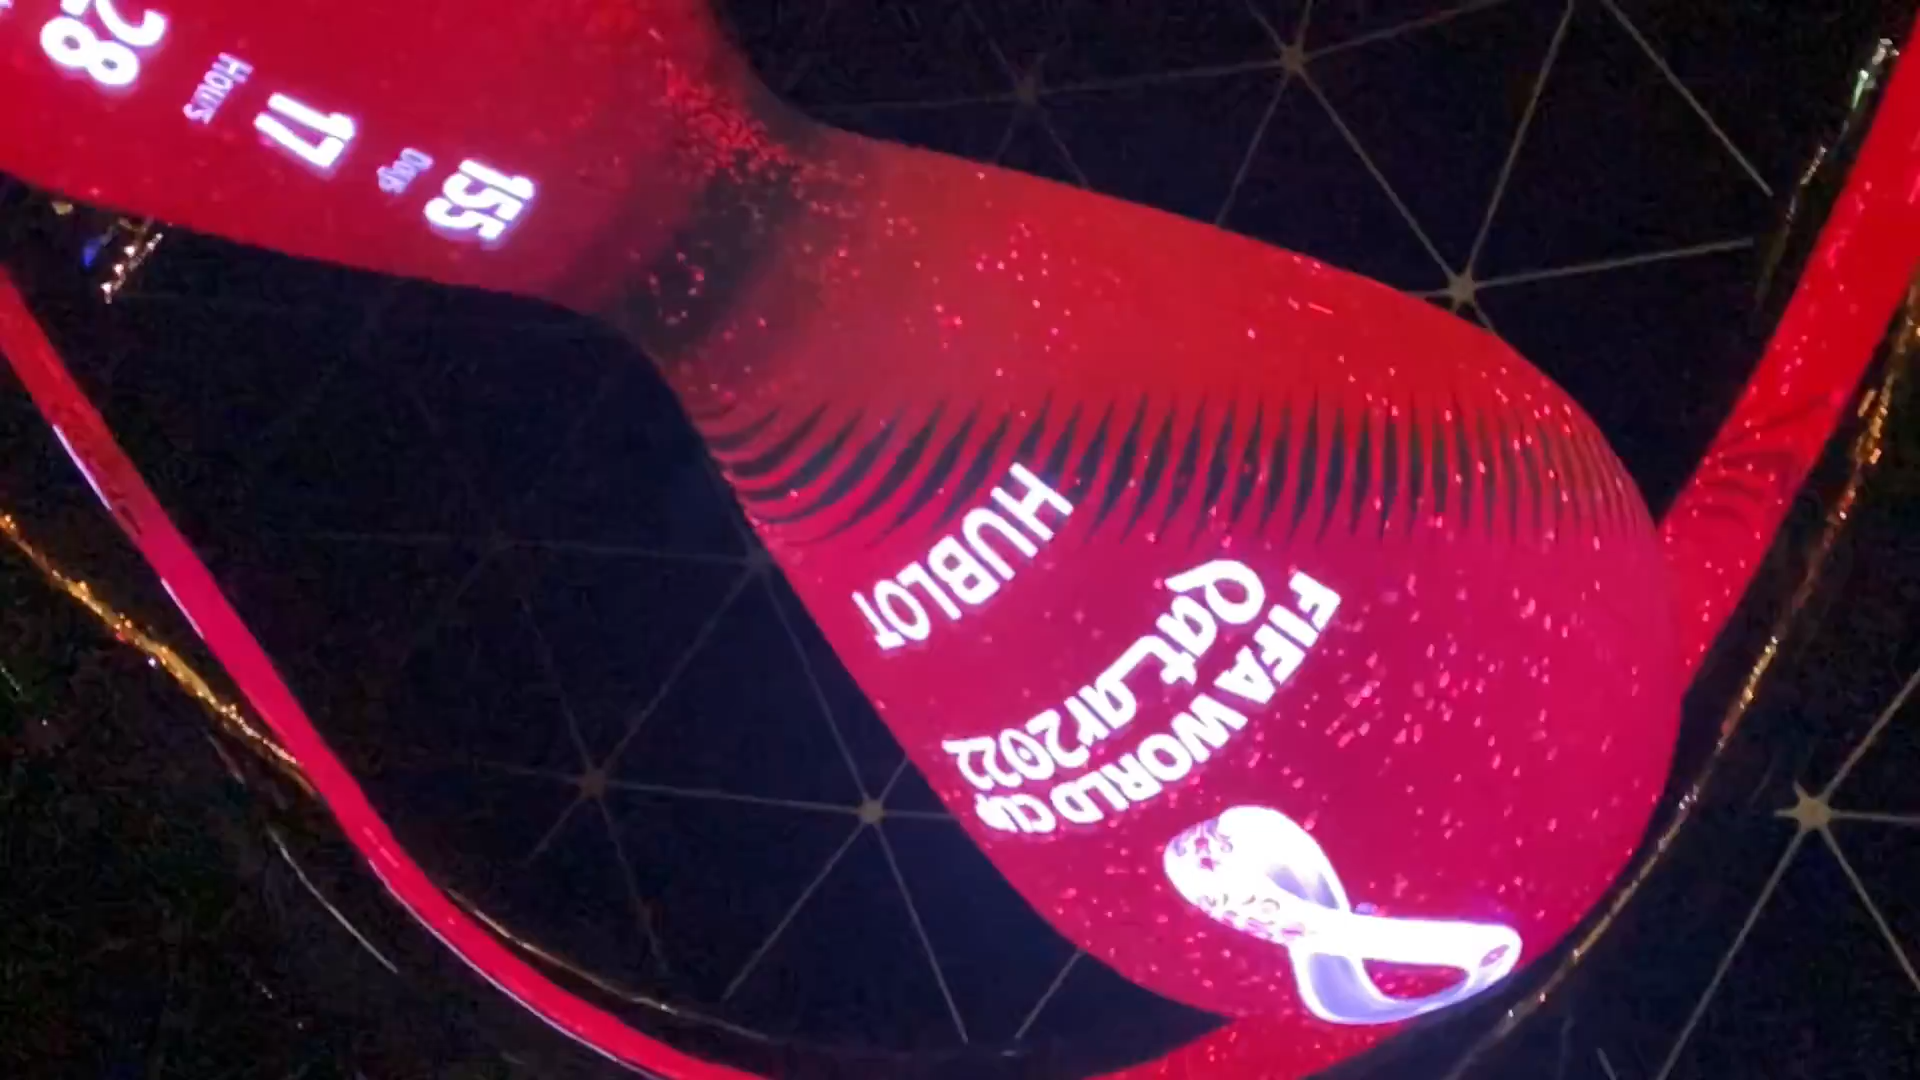 155
Days
17
Hours
28
HUBLOT
FIFA WORLD CUP
Qatar2022